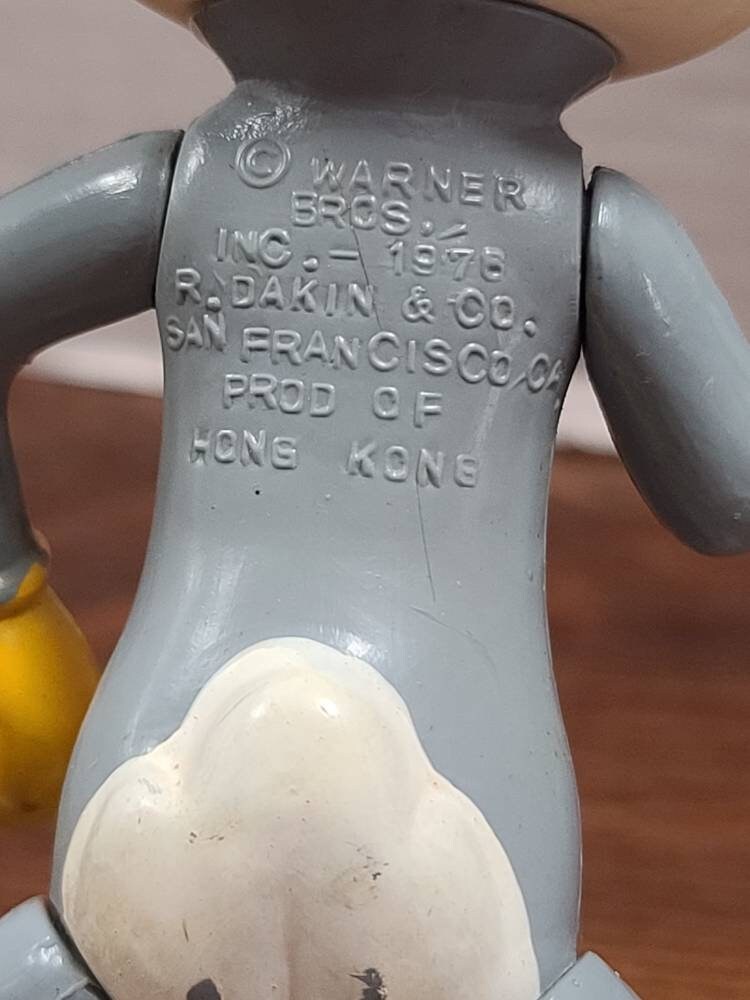 © WARNER
BROS.,
INC. - 1976
R. DAKIN & CO.
SAN FRANCISCO, CA.
PROD OF
HONG KONG